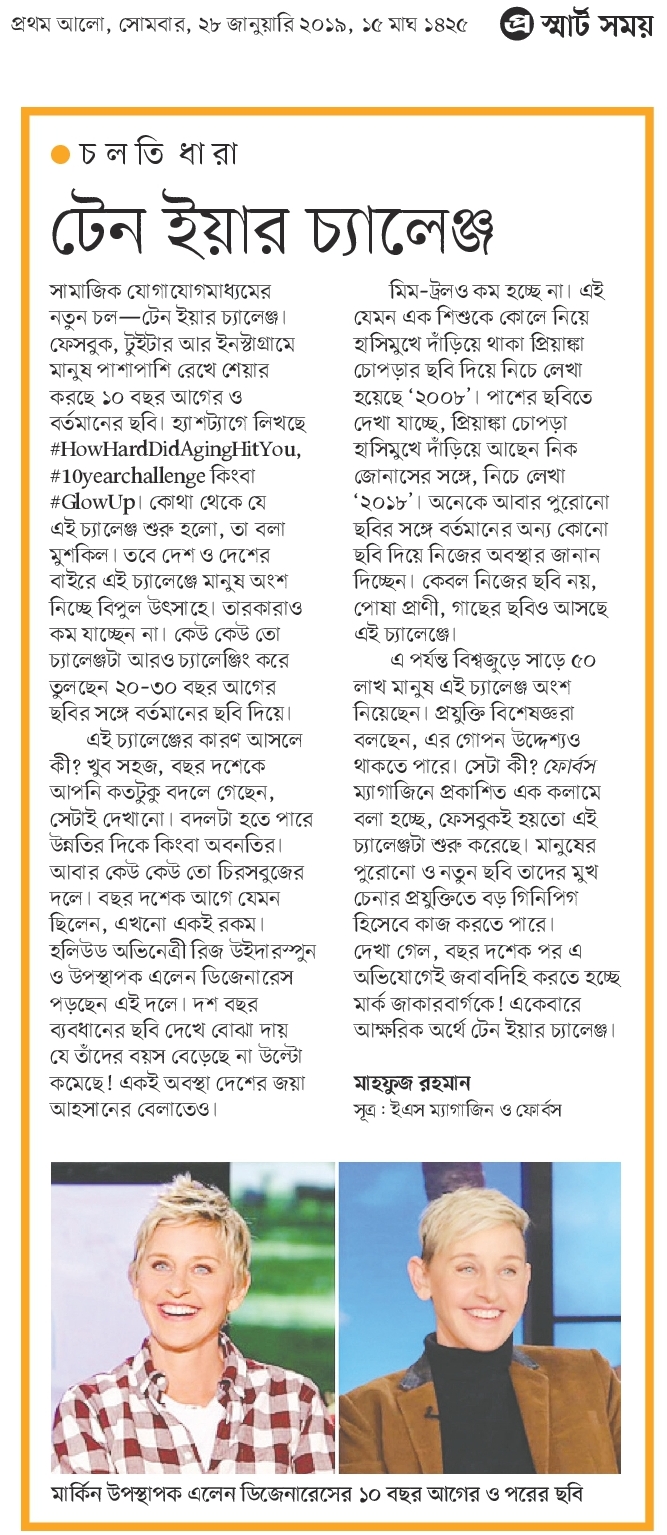 প্রথম আলো, সোমবার, ২৮ জানুয়ারি ২০১৯, ১৫ মাঘ ১৪২৫
প্র স্মার্ট সময়
চলতি ধারা
টেন ইয়ার চ্যালেঞ্জ
সামাজিক যোগাযোগমাধ্যমের
নতুন চল—টেন ইয়ার চ্যালেঞ্জ।
ফেসবুক, টুইটার আর ইনস্টাগ্রামে
মানুষ পাশাপাশি রেখে শেয়ার
করছে ১০ বছর আগের ও
বর্তমানের ছবি। হ্যাশট্যাগে লিখছে
#HowHardDidAgingHitYou,
#10yearchallenge কিংবা
#GlowUp। কোথা থেকে যে
এই চ্যালেঞ্জ শুরু হলো, তা বলা
মুশকিল। তবে দেশ ও দেশের
বাইরে এই চ্যালেঞ্জে মানুষ অংশ
নিচ্ছে বিপুল উৎসাহে। তারকারাও
কম যাচ্ছেন না। কেউ কেউ তো
চ্যালেঞ্জটা আরও চ্যালেঞ্জিং করে
তুলছেন ২০-৩০ বছর আগের
ছবির সঙ্গে বর্তমানের ছবি দিয়ে।
এই চ্যালেঞ্জের কারণ আসলে
কী? খুব সহজ, বছর দশেকে
আপনি কতটুকু বদলে গেছেন,
সেটাই দেখানো। বদলটা হতে পারে
উন্নতির দিকে কিংবা অবনতির।
আবার কেউ কেউ তো চিরসবুজের
দলে। বছর দশেক আগে যেমন
ছিলেন, এখনো একই রকম।
হলিউড অভিনেত্রী রিজ উইদারস্পুন
ও উপস্থাপক এলেন ডিজেনারেস
পড়ছেন এই দলে। দশ বছর
ব্যবধানের ছবি দেখে বোঝা দায়
যে তাঁদের বয়স বেড়েছে না উল্টো
কমেছে! একই অবস্থা দেশের জয়া
আহসানের বেলাতেও।
মিম-ট্রলও কম হচ্ছে না। এই
যেমন এক শিশুকে কোলে নিয়ে
হাসিমুখে দাঁড়িয়ে থাকা প্রিয়াঙ্কা
চোপড়ার ছবি দিয়ে নিচে লেখা
হয়েছে ‘২০০৮’। পাশের ছবিতে
দেখা যাচ্ছে, প্রিয়াঙ্কা চোপড়া
হাসিমুখে দাঁড়িয়ে আছেন নিক
জোনাসের সঙ্গে, নিচে লেখা
‘২০১৮’। অনেকে আবার পুরোনো
ছবির সঙ্গে বর্তমানের অন্য কোনো
ছবি দিয়ে নিজের অবস্থার জানান
দিচ্ছেন। কেবল নিজের ছবি নয়,
পোষা প্রাণী, গাছের ছবিও আসছে
এই চ্যালেঞ্জে।
এ পর্যন্ত বিশ্বজুড়ে সাড়ে ৫০
লাখ মানুষ এই চ্যালেঞ্জ অংশ
নিয়েছেন। প্রযুক্তি বিশেষজ্ঞরা
বলছেন, এর গোপন উদ্দেশ্যও
থাকতে পারে। সেটা কী? ফোর্বস
ম্যাগাজিনে প্রকাশিত এক কলামে
বলা হচ্ছে, ফেসবুকই হয়তো এই
চ্যালেঞ্জটা শুরু করেছে। মানুষের
পুরোনো ও নতুন ছবি তাদের মুখ
চেনার প্রযুক্তিতে বড় গিনিপিগ
হিসেবে কাজ করতে পারে।
দেখা গেল, বছর দশেক পর এ
অভিযোগেই জবাবদিহি করতে হচ্ছে
মার্ক জাকারবার্গকে! একেবারে
আক্ষরিক অর্থে টেন ইয়ার চ্যালেঞ্জ।
মাহফুজ রহমান
সূত্র : ইএস ম্যাগাজিন ও ফোর্বস
মার্কিন উপস্থাপক এলেন ডিজেনারেসের ১০ বছর আগের ও পরের ছবি